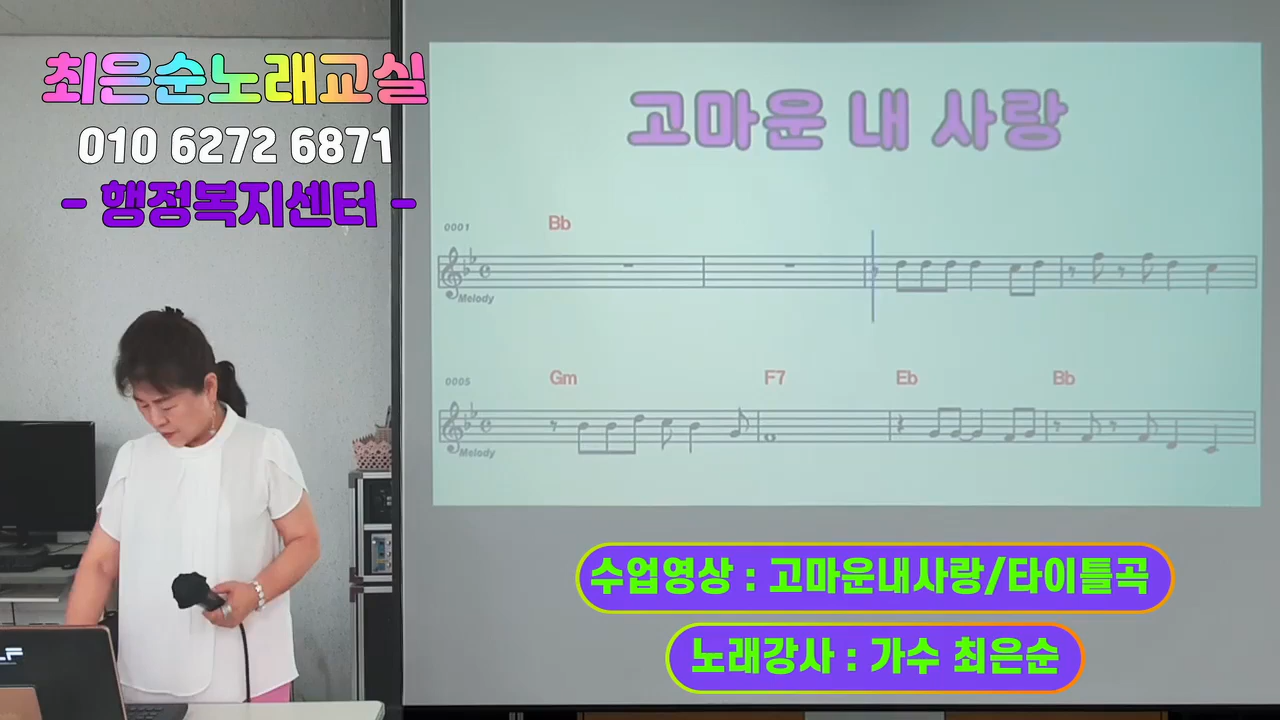 최은순노래교실
010 6272 6871
- 행정복지센터 -
고마운 내 사랑
0001
Bb
Melody
0005
Gm F7 Eb Bb
Melody
수업영상 : 고마운내사랑/타이틀곡
노래강사 : 가수 최은순